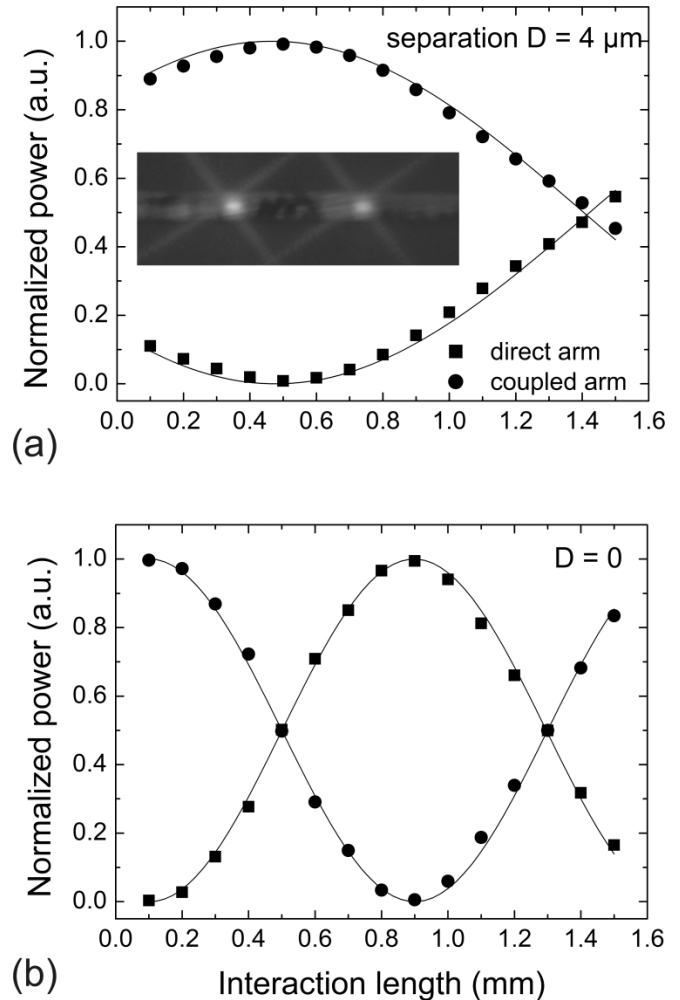 separation D = 4 µm
Normalized power (a.u.)
1.0
0.8
0.6
0.4
0.2
0.0
direct arm
coupled arm
0.0 0.2 0.4 0.6 0.8 1.0 1.2 1.4 1.6
(a)
D = 0
Normalized power (a.u.)
1.0
0.8
0.6
0.4
0.2
0.0
0.0 0.2 0.4 0.6 0.8 1.0 1.2 1.4 1.6
(b)
Interaction length (mm)